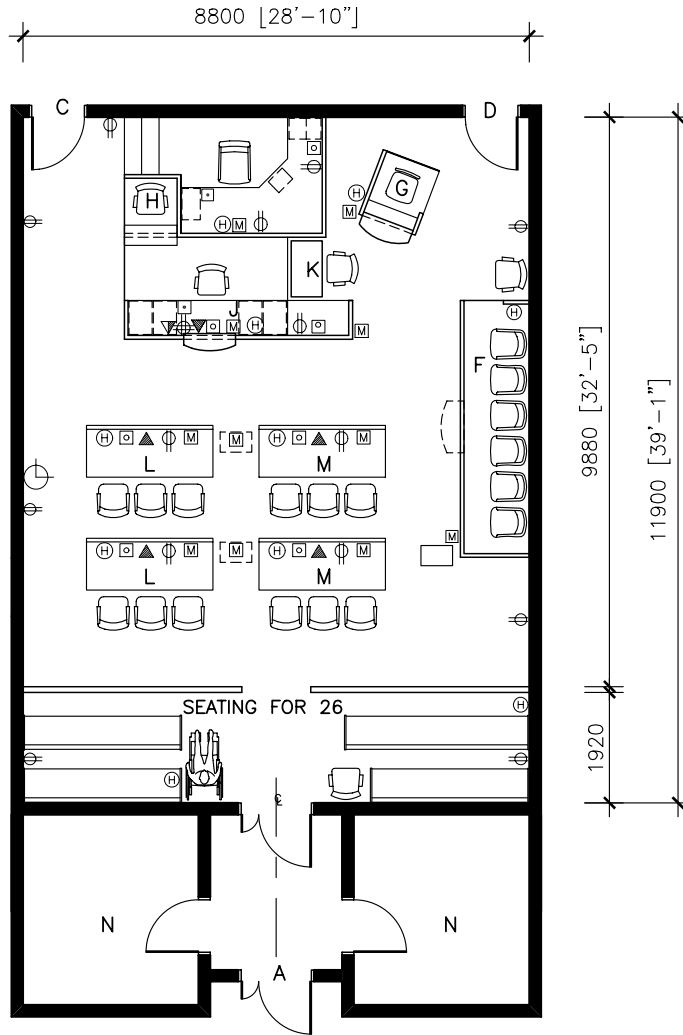 8800 [28'-10"]
C
D
H
G
H
H M
M
K
H
J
M
H
M
F
9880 [32'-5"]
11900 [39'-1"]
H
M
M
H
M
L
M
H
M
M
H
M
L
M
SEATING FOR 26
H
H
1920
℄
N
N
A